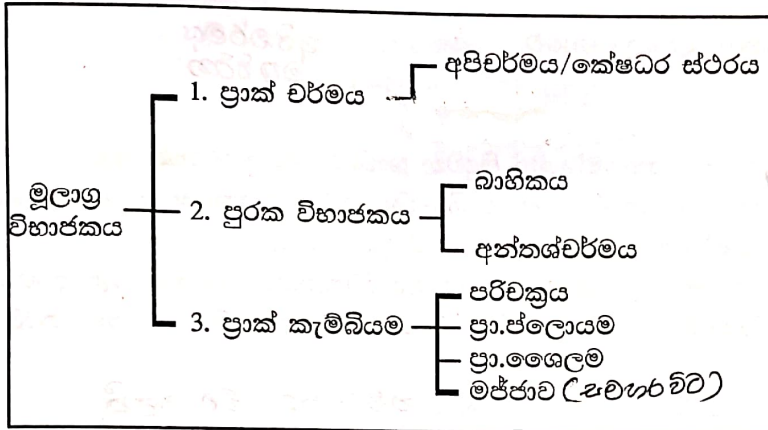 අපිචර්මය/කේෂධර ස්ථරය
1. ප්‍රාක් චර්මය
බාහිකය
මූලාග්‍ර
විභාජකය
2. පුරක විභාජකය
අන්තශ්චර්මය
පරිචක්‍රය
3. ප්‍රාක් කැම්බියම
ප්‍රා.ප්ලොයම
ප්‍රා.ශෛලම
මජ්ජාව (සමහර විට)